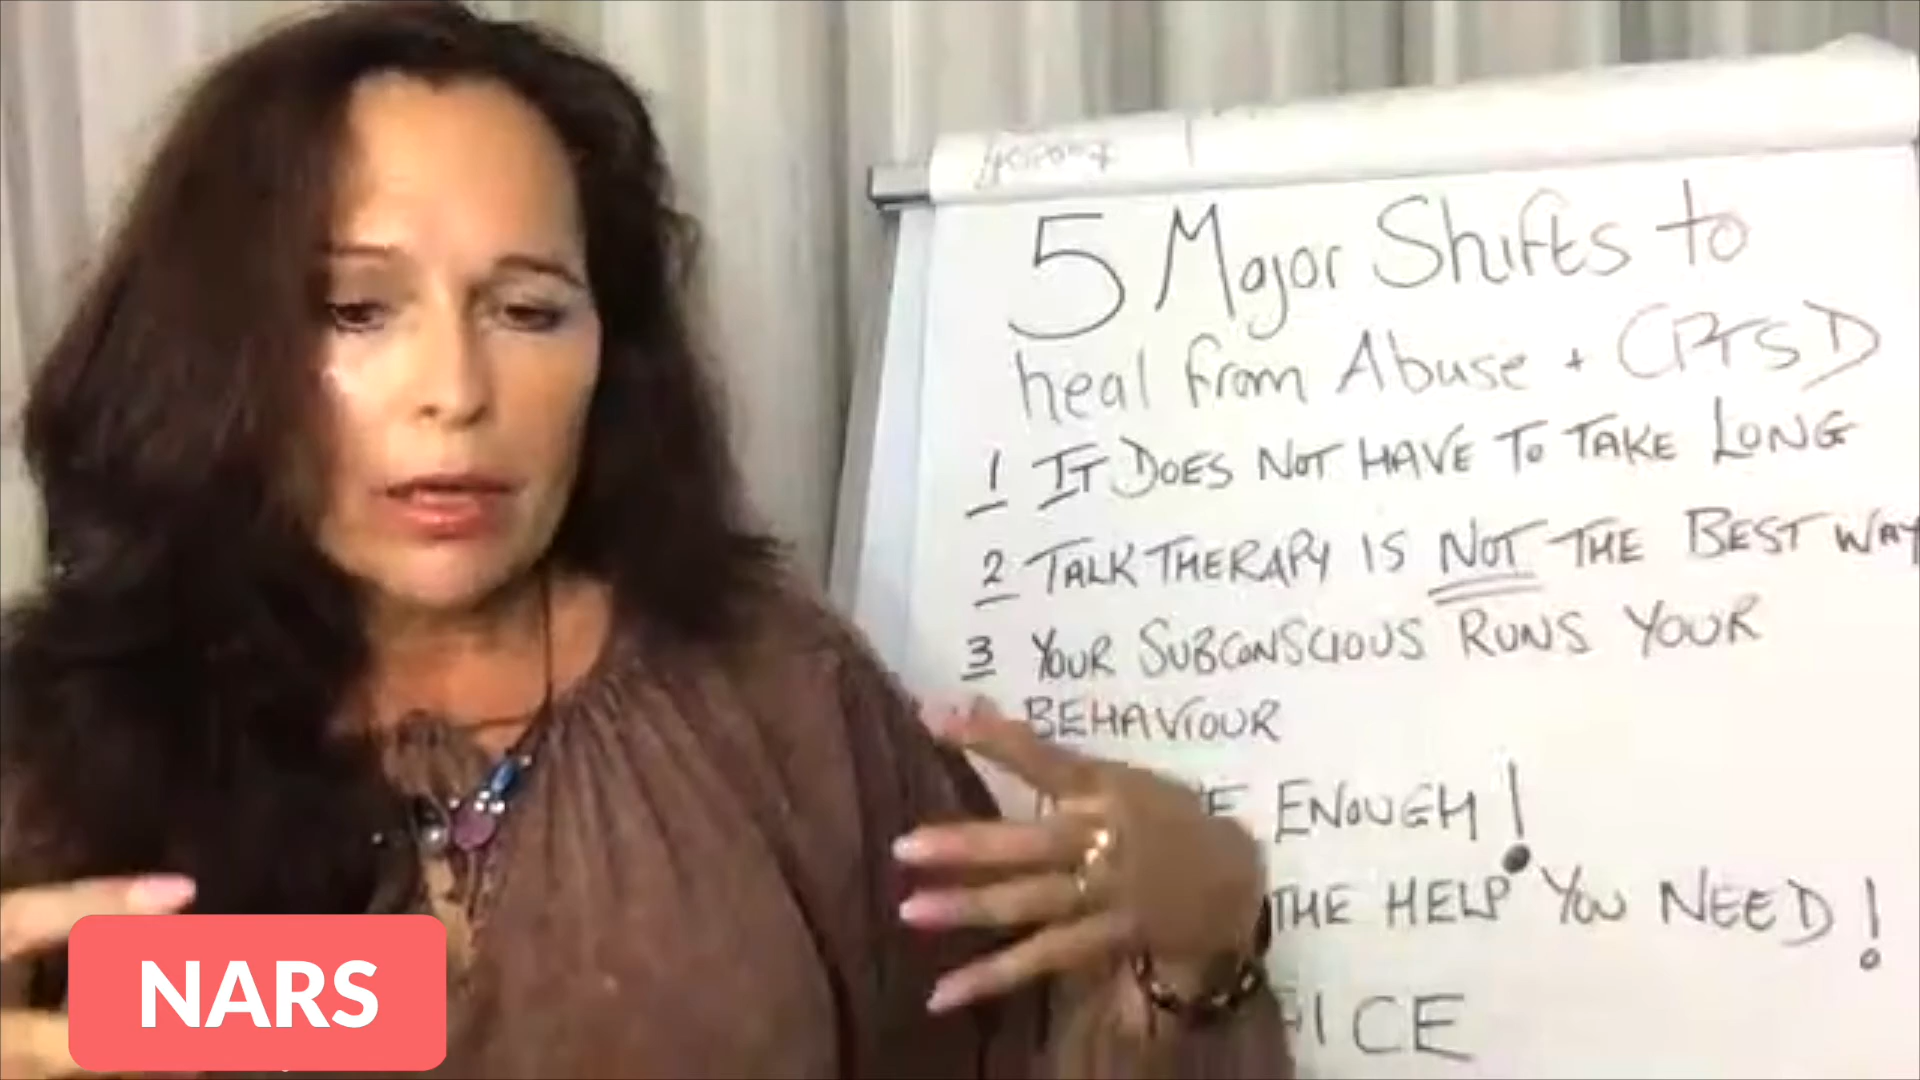 5 Major Shifts to
heal from Abuse + CPTSD
1 IT DOES NOT HAVE TO TAKE LONG
2 TALK THERAPY IS NOT THE BEST WAY
3 YOUR SUBCONSCIOUS RUNS YOUR
BEHAVIOUR
ENOUGH!
THE HELP YOU NEED!
NARS